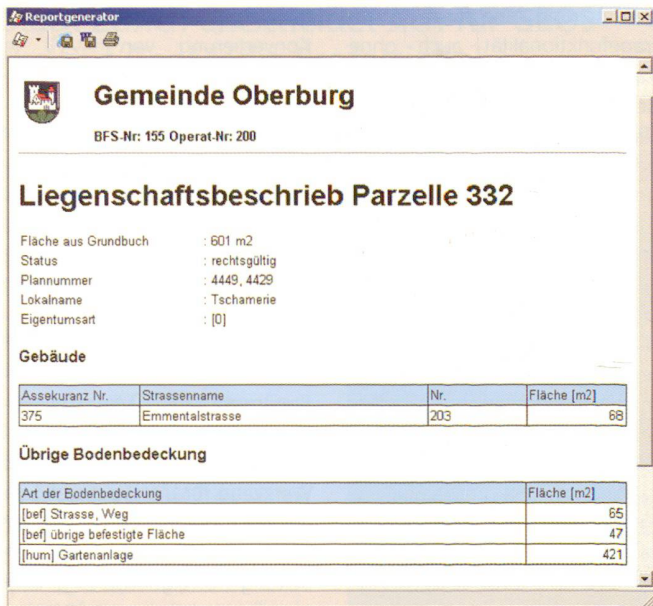 Reportgenerator
Gemeinde Oberburg
BFS-Nr: 155 Operat-Nr: 200
Liegenschaftsbeschrieb Parzelle 332
Fläche aus Grundbuch : 601 m2
Status : rechtsgültig
Plannummer : 4449, 4429
Lokalname : Tschamerie
Eigentumsart : [0]
Gebäude
Assekuranz Nr. Strassenname Nr. Fläche [m2]
375 Emmentalstrasse 203 68
Übrige Bodenbedeckung
Art der Bodenbedeckung Fläche [m2]
[bef] Strasse, Weg 65
[bef] übrige befestigte Fläche 47
[hum] Gartenanlage 421